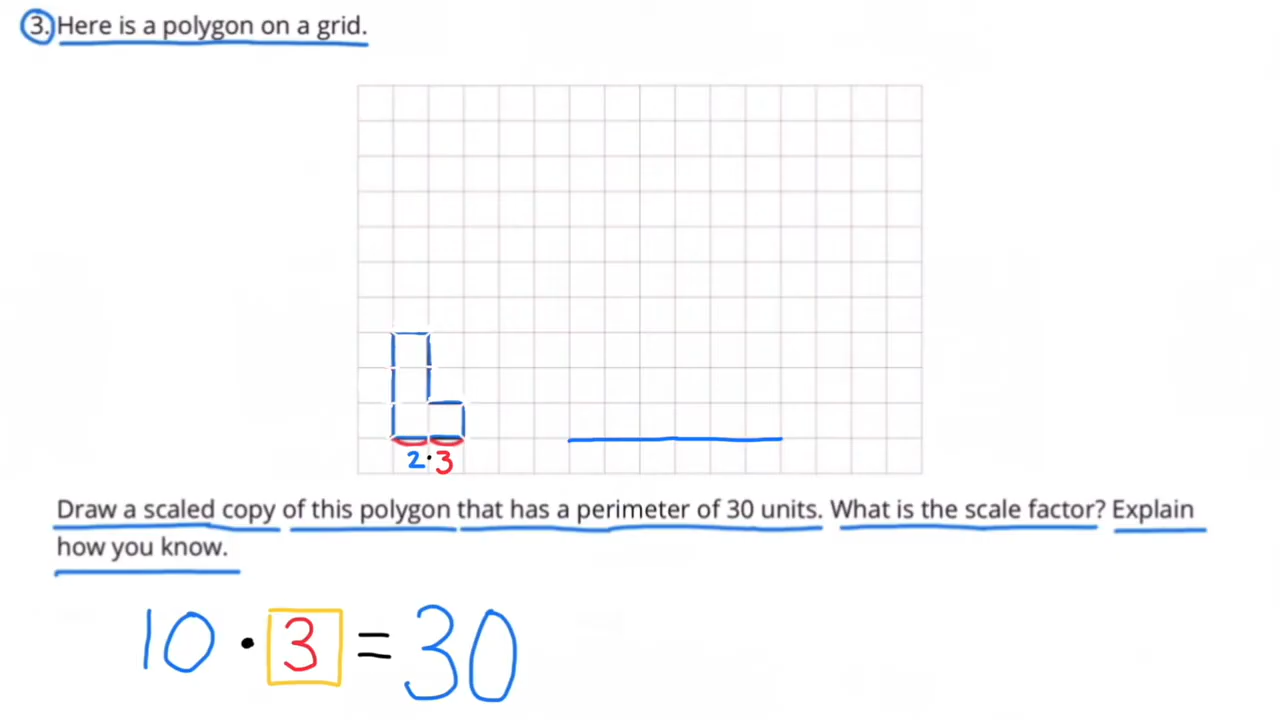 3. Here is a polygon on a grid.
2 · 3
Draw a scaled copy of this polygon that has a perimeter of 30 units. What is the scale factor? Explain
how you know.
10 · 3 = 30